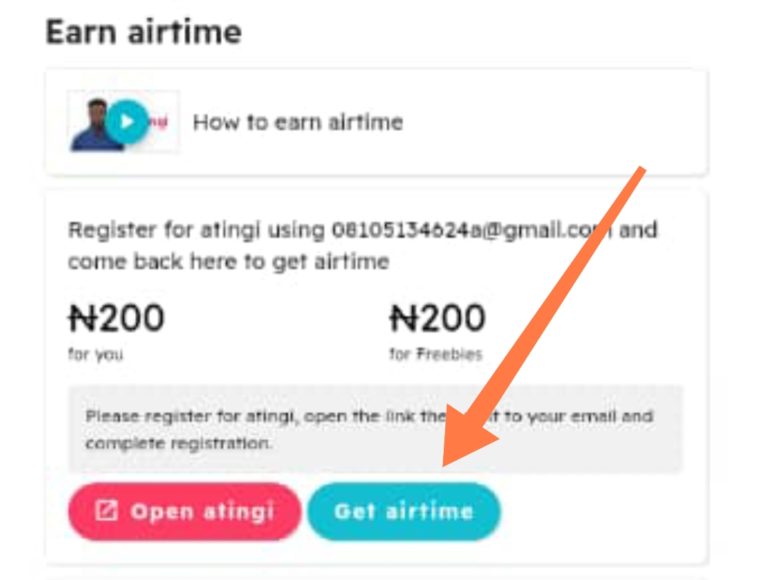 Earn airtime
How to earn airtime
Register for atingi using 08105134624a@gmail.com and
come back here to get airtime
₦200 ₦200
for you for Freebies
Please register for atingi, open the link to your email and
complete registration.
Open atingi Get airtime